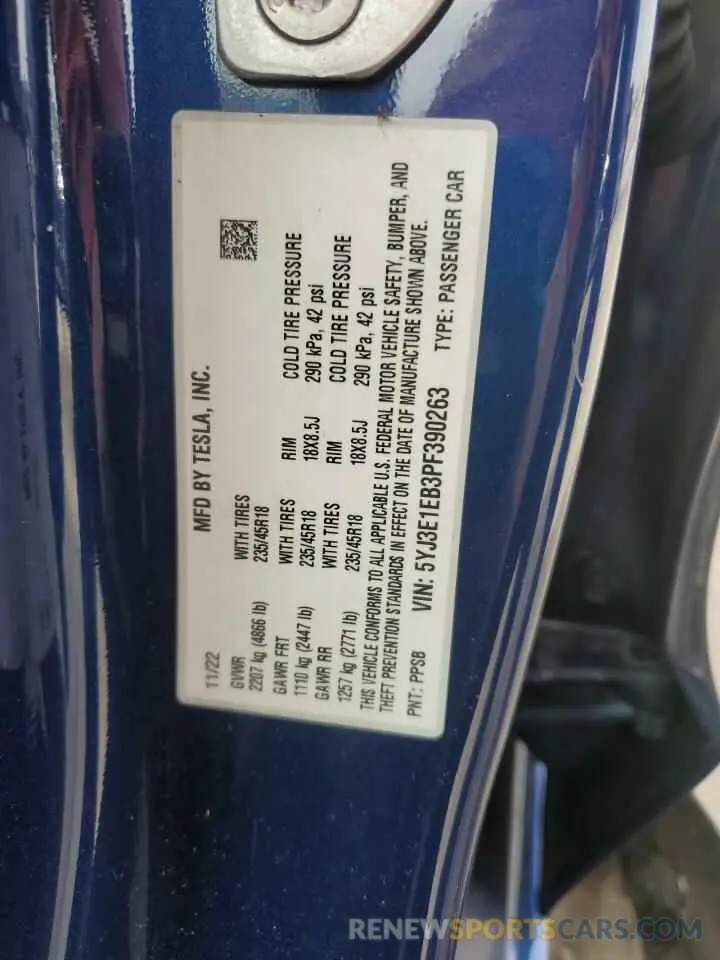 MFD BY TESLA, INC.
11/22
GVWR
2207 kg (4866 lb)
WITH TIRES
235/45R18
GAWR FRT
1110 kg (2447 lb)
WITH TIRES
235/45R18
RIM
18X8.5J
COLD TIRE PRESSURE
290 kPa, 42 psi
GAWR RR
1257 kg (2771 lb)
WITH TIRES
235/45R18
RIM
18X8.5J
COLD TIRE PRESSURE
290 kPa, 42 psi
THIS VEHICLE CONFORMS TO ALL APPLICABLE U.S. FEDERAL MOTOR VEHICLE SAFETY, BUMPER, AND
THEFT PREVENTION STANDARDS IN EFFECT ON THE DATE OF MANUFACTURE SHOWN ABOVE.
PNT: PPSB
VIN: 5YJ3E1EB3PF390263
TYPE: PASSENGER CAR
RENEWSPORTSCARS.COM